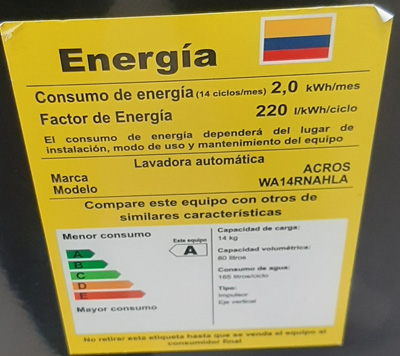 Energía
Consumo de energía (14 ciclos/mes) 2,0 kWh/mes
Factor de Energía 220 l/kWh/ciclo
El consumo de energía dependerá del lugar de
instalación, modo de uso y mantenimiento del equipo
Lavadora automática
Marca ACROS
Modelo WA14RNAHLA
Compare este equipo con otros de
similares características
Menor consumo
Este equipo
A
A
B
C
D
E
Mayor consumo
Capacidad de carga:
14 kg
Capacidad volumétrica:
80 litros
Consumo de agua:
165 litros/ciclo
Tipo:
Impulsor
Eje vertical
No retirar esta etiqueta hasta que se venda el equipo al
consumidor final